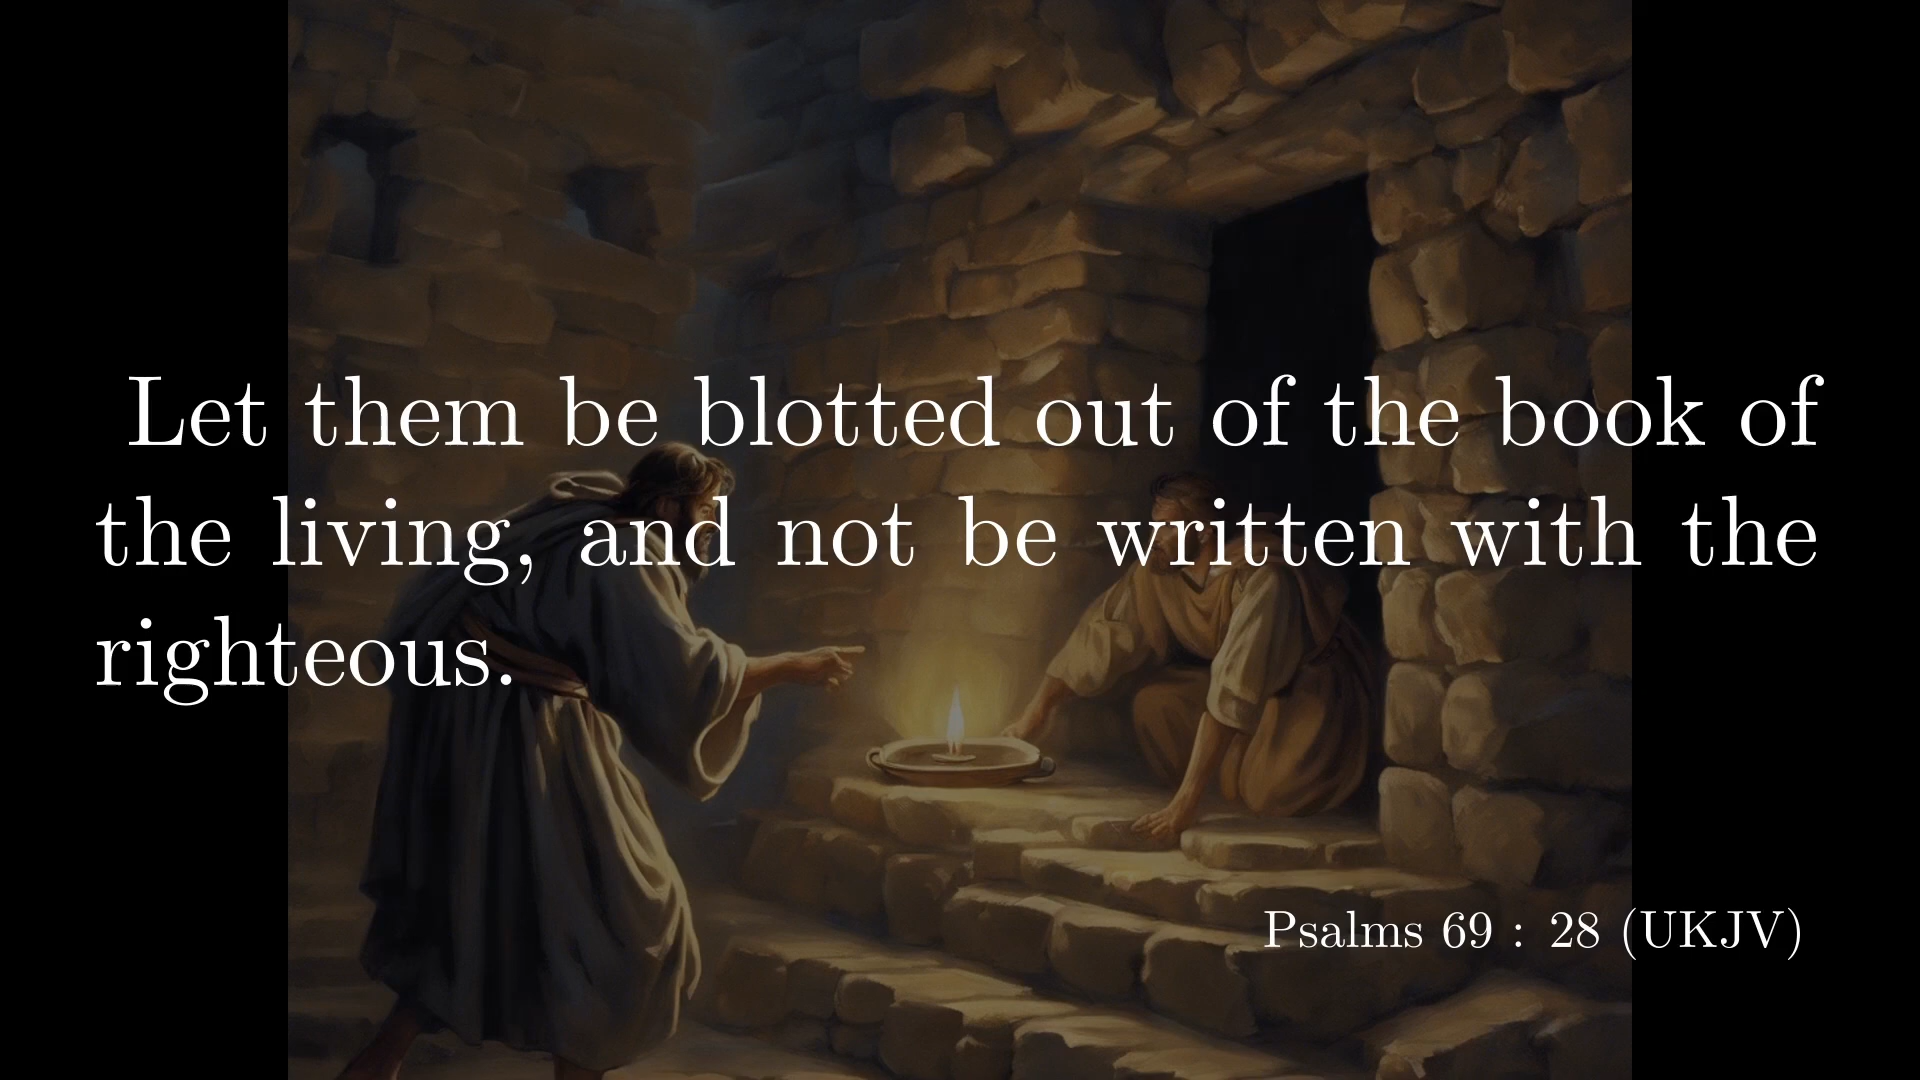 Let them be blotted out of the book of
the living, and not be written with the
righteous.
Psalms 69 : 28 (UKJV)